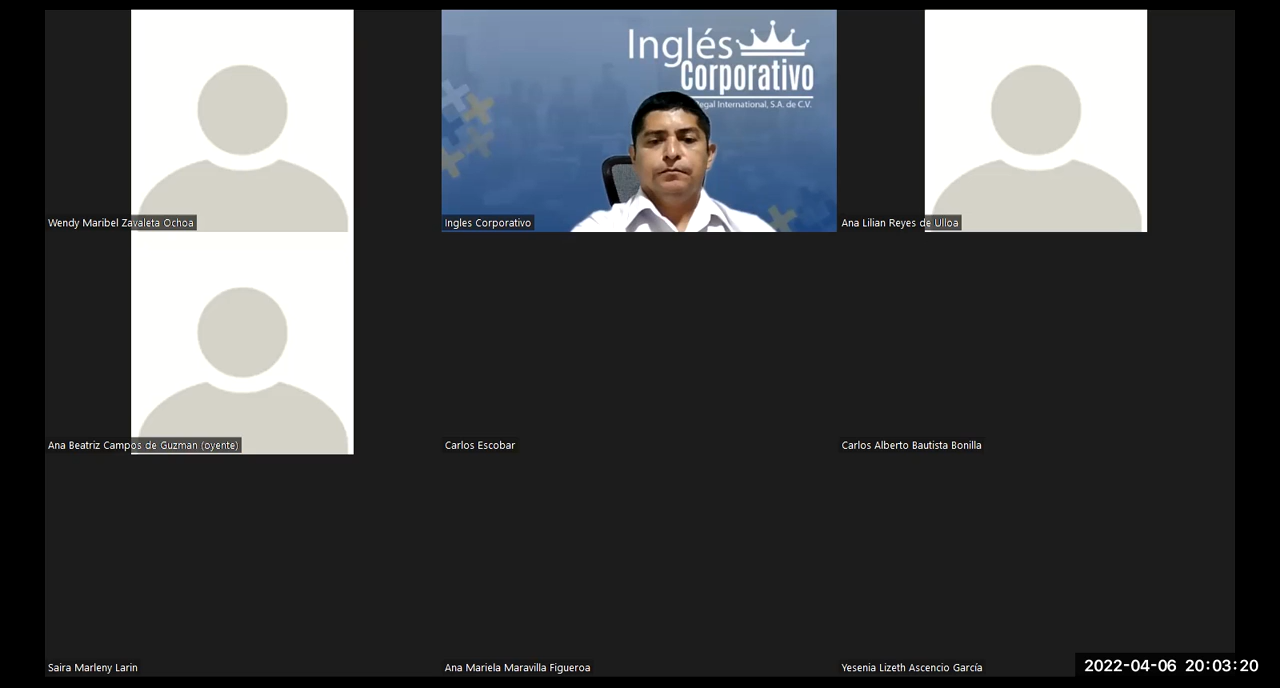 Inglés
Corporativo
egal International, S.A. de C.V.
Wendy Maribel Zavaleta Ochoa
Ingles Corporativo
Ana Lilian Reyes de Ulloa
Ana Beatriz Campos de Guzman (oyente)
Carlos Escobar
Carlos Alberto Bautista Bonilla
Saira Marleny Larin
Ana Mariela Maravilla Figueroa
Yesenia Lizeth Ascencio García
2022-04-06 20:03:20